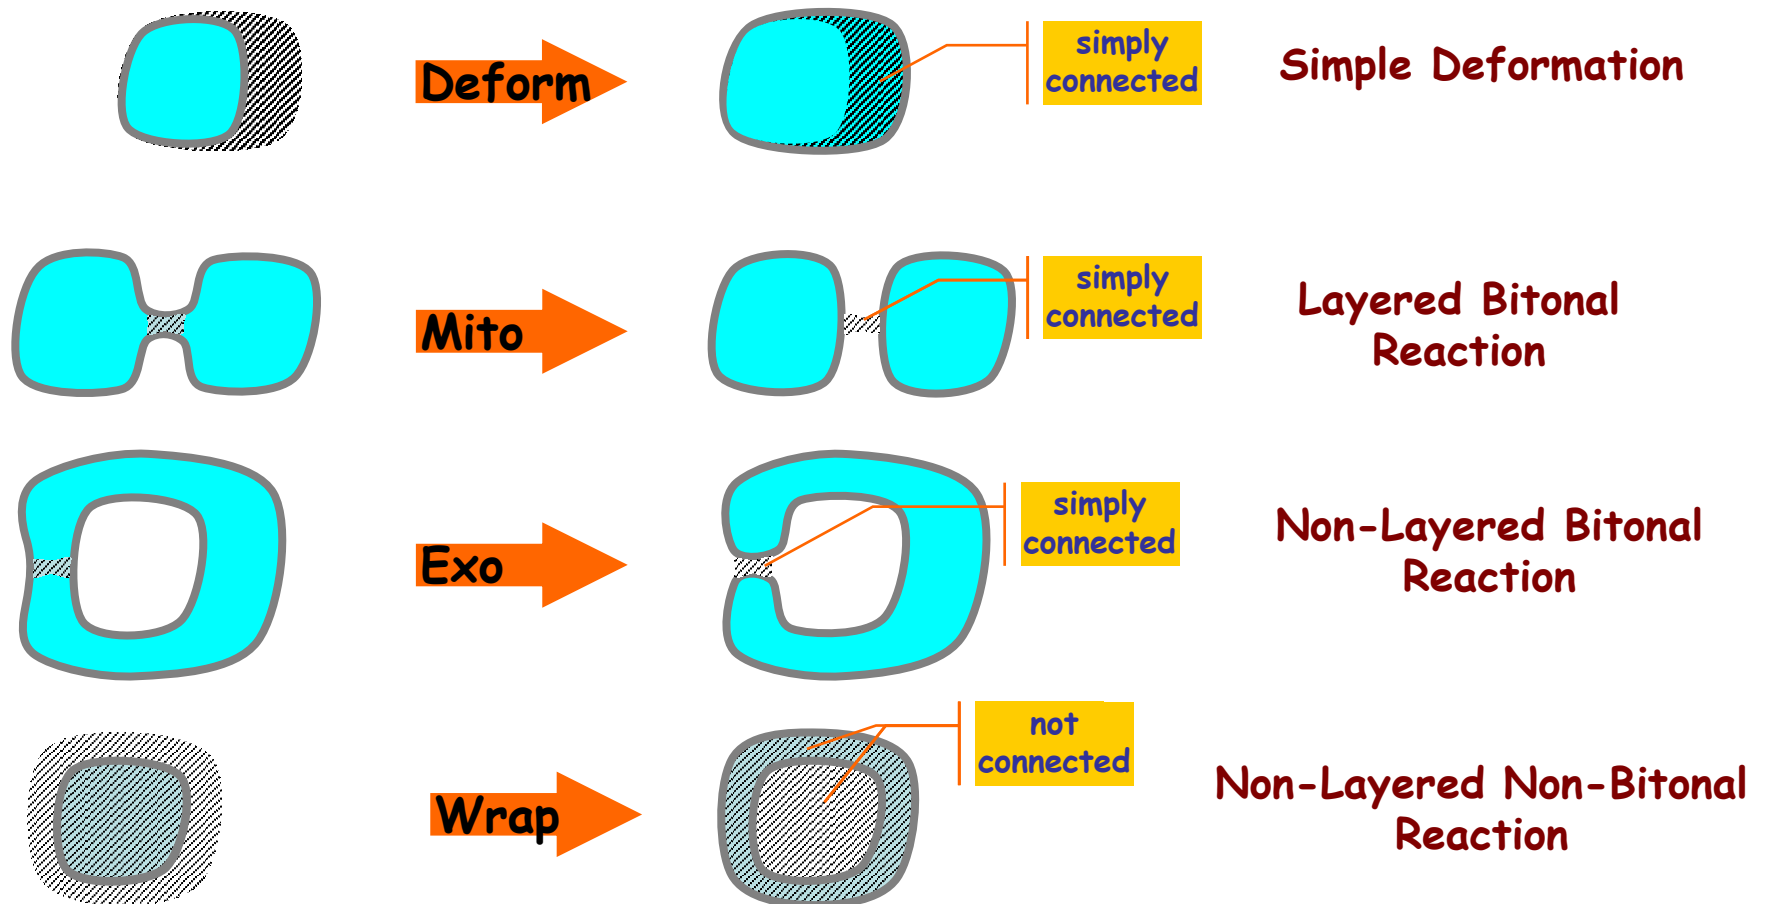 Deform
simply
connected
Simple Deformation
Mito
simply
connected
Layered Bitonal
Reaction
Exo
simply
connected
Non-Layered Bitonal
Reaction
Wrap
not
connected
Non-Layered Non-Bitonal
Reaction